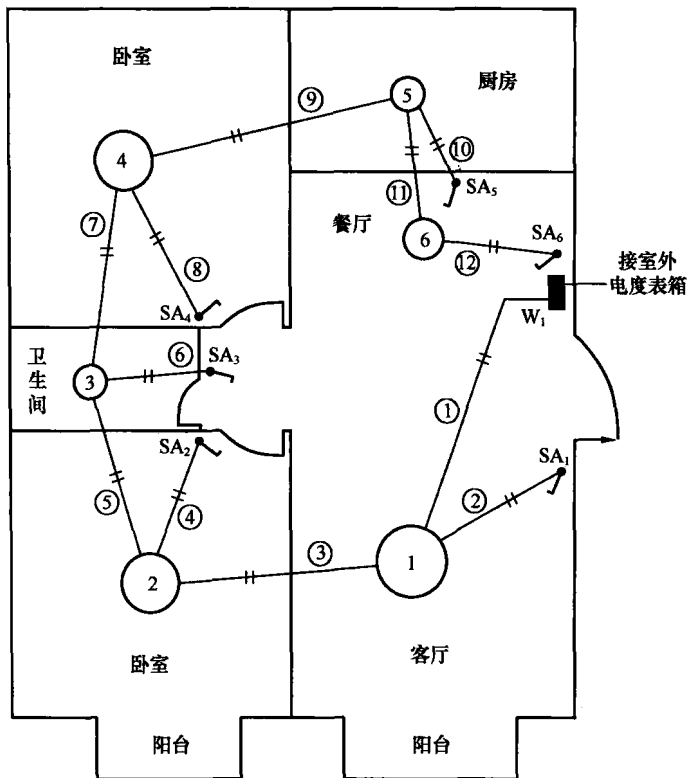 卧室
厨房
⑨
5
4
⑩
SA₅
⑦
⑪
餐厅
6
SA₆
⑧
⑫
接室外
电度表箱
SA₄
W₁
卫
生
间
3
⑥
SA₃
①
SA₂
SA₁
⑤
④
②
③
2
1
卧室
客厅
阳台
阳台